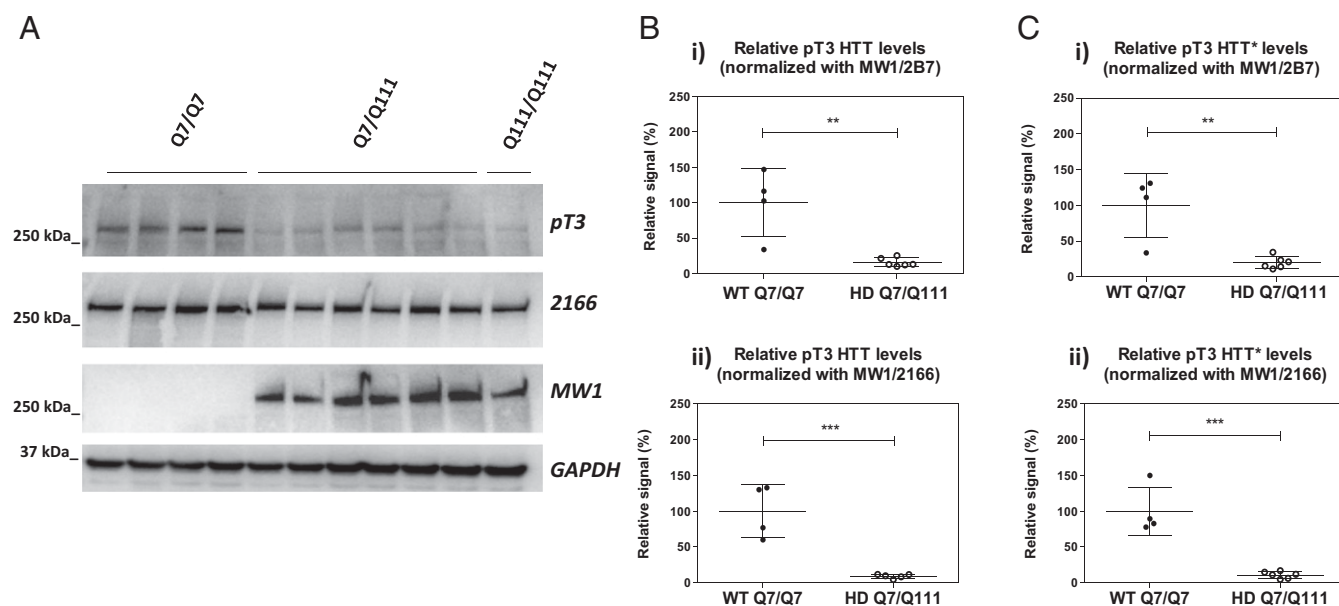 A
Q7/Q7
Q7/Q111
Q111/Q111
pT3
250 kDa_
2166
250 kDa_
MW1
250 kDa_
37 kDa_
GAPDH
B
i) Relative pT3 HTT levels
(normalized with MW1/2B7)
Relative signal (%)
250
200
150
100
50
0
**
WT Q7/Q7
HD Q7/Q111
ii) Relative pT3 HTT levels
(normalized with MW1/2166)
Relative signal (%)
250
200
150
100
50
0
***
WT Q7/Q7
HD Q7/Q111
C
i) Relative pT3 HTT* levels
(normalized with MW1/2B7)
Relative signal (%)
250
200
150
100
50
0
**
WT Q7/Q7
HD Q7/Q111
ii) Relative pT3 HTT* levels
(normalized with MW1/2166)
Relative signal (%)
250
200
150
100
50
0
***
WT Q7/Q7
HD Q7/Q111